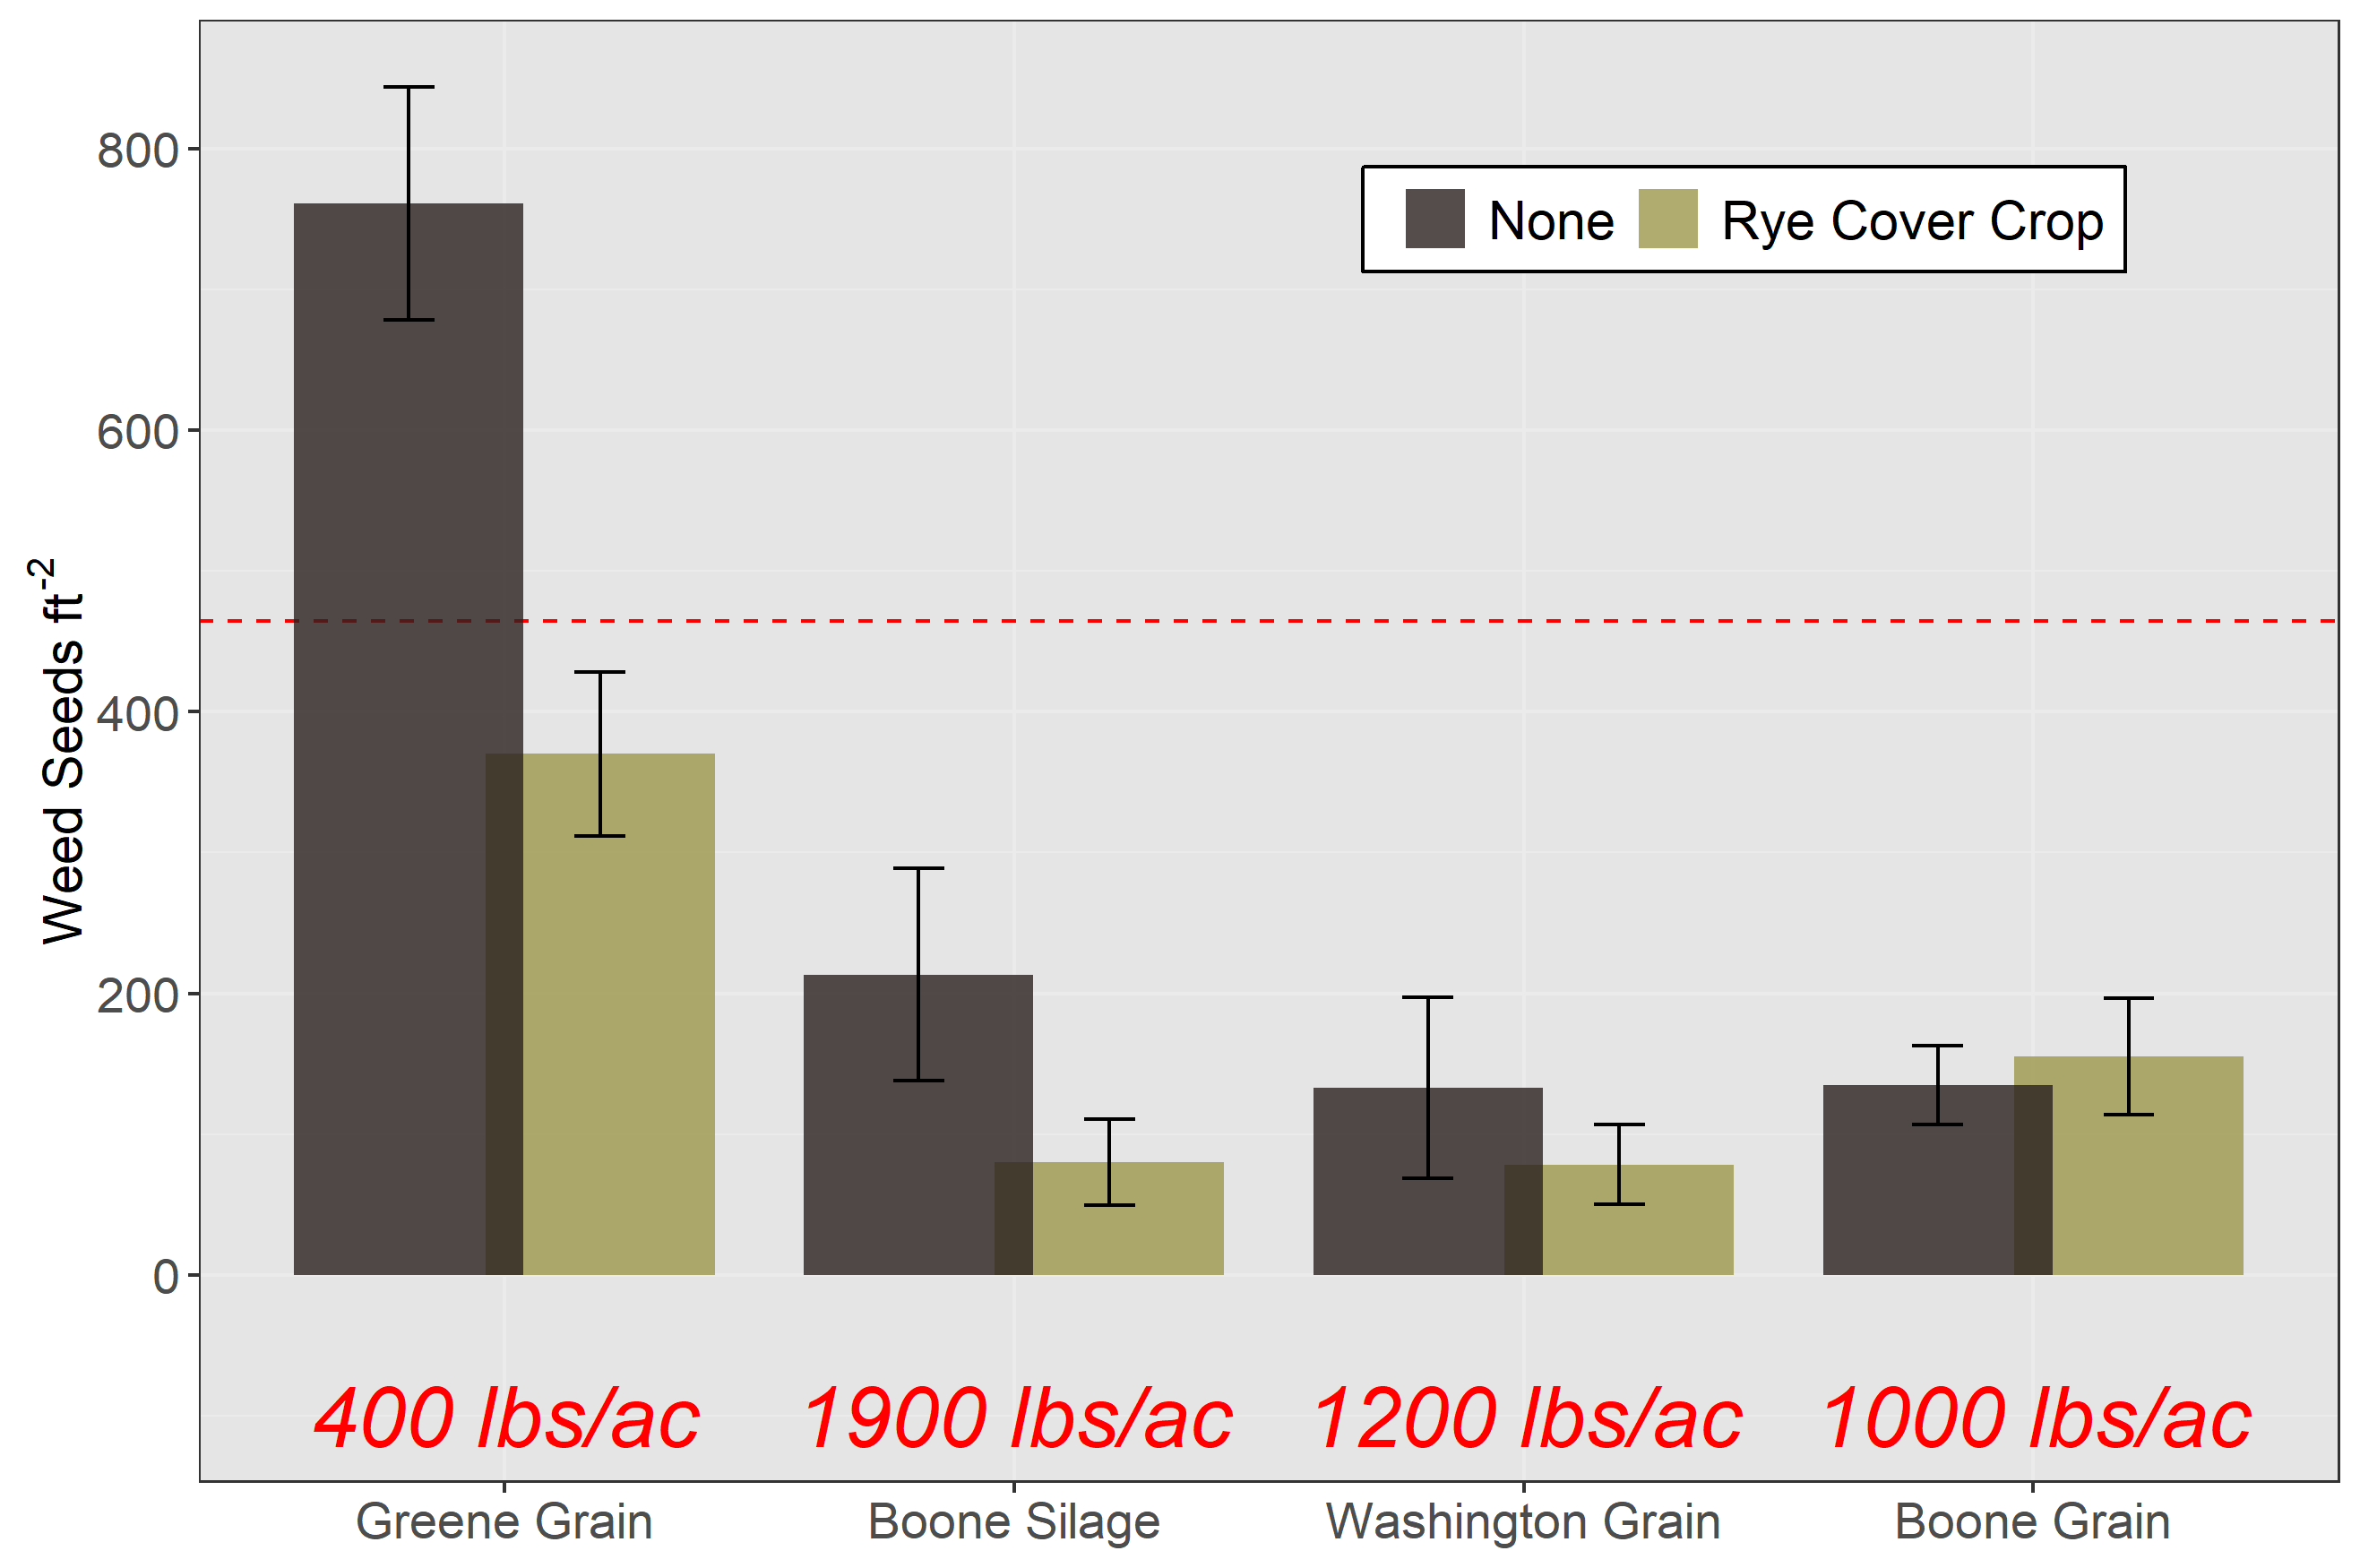 Weed Seeds ft-2
800
600
400
200
0
None Rye Cover Crop
400 lbs/ac 1900 lbs/ac 1200 lbs/ac 1000 lbs/ac
Greene Grain Boone Silage Washington Grain Boone Grain